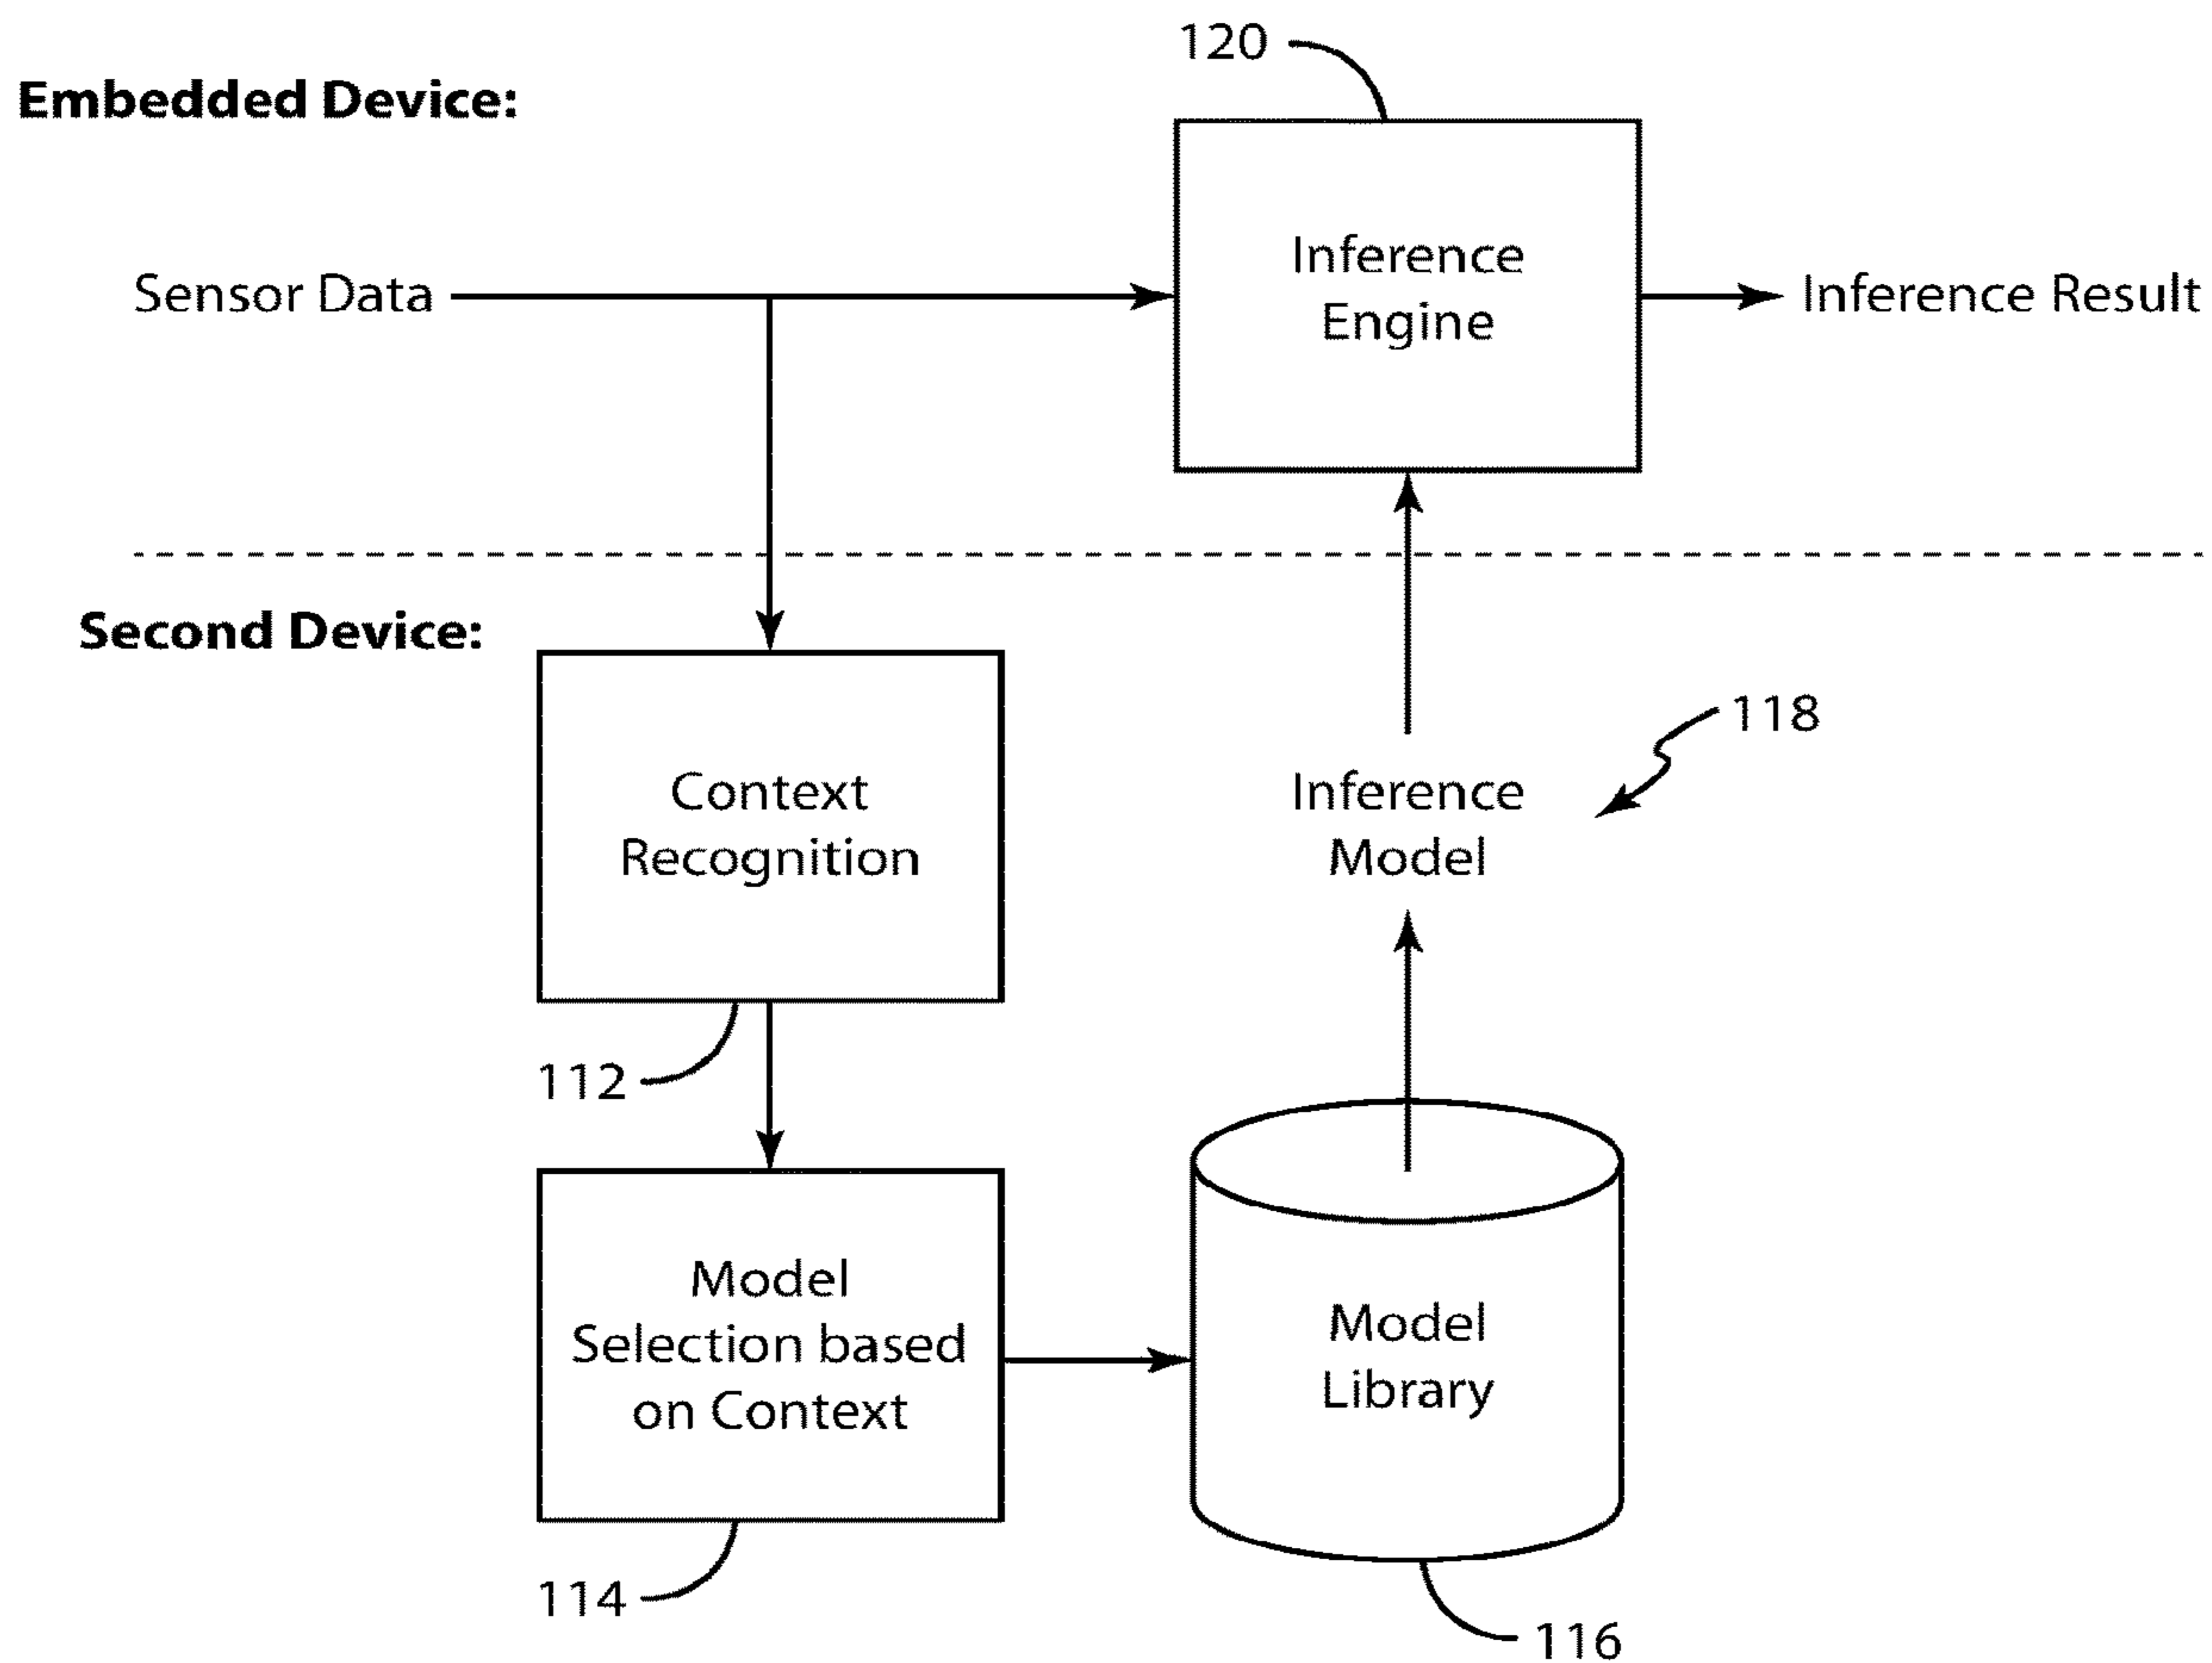 120
Embedded Device:
Inference
Engine
Sensor Data
Inference Result
Second Device:
118
Context
Recognition
Inference
Model
112
Model
Selection based
on Context
Model
Library
114
116